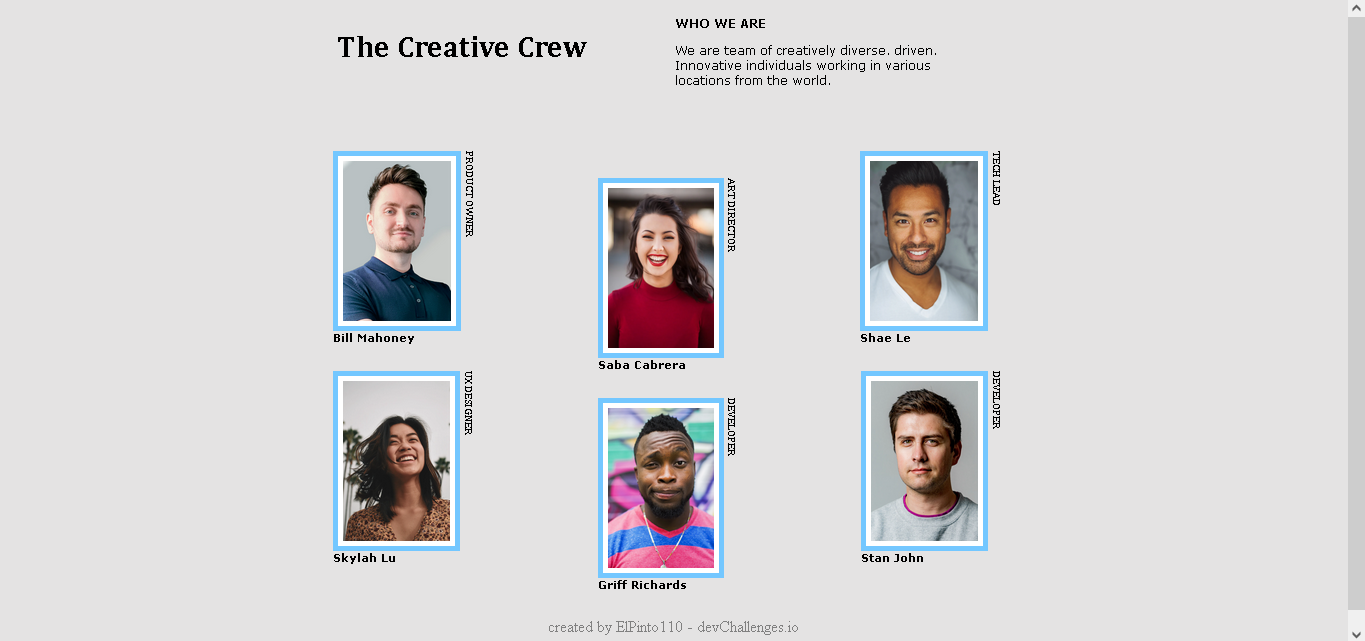 The Creative Crew
WHO WE ARE
We are team of creatively diverse. driven.
Innovative individuals working in various
locations from the world.
PRODUCT OWNER
Bill Mahoney
ART DIRECTOR
Saba Cabrera
TECH LEAD
Shae Le
UX DESIGNER
Skylah Lu
DEVELOPER
Griff Richards
DEVELOPER
Stan John
created by ElPinto110 - devChallenges.io